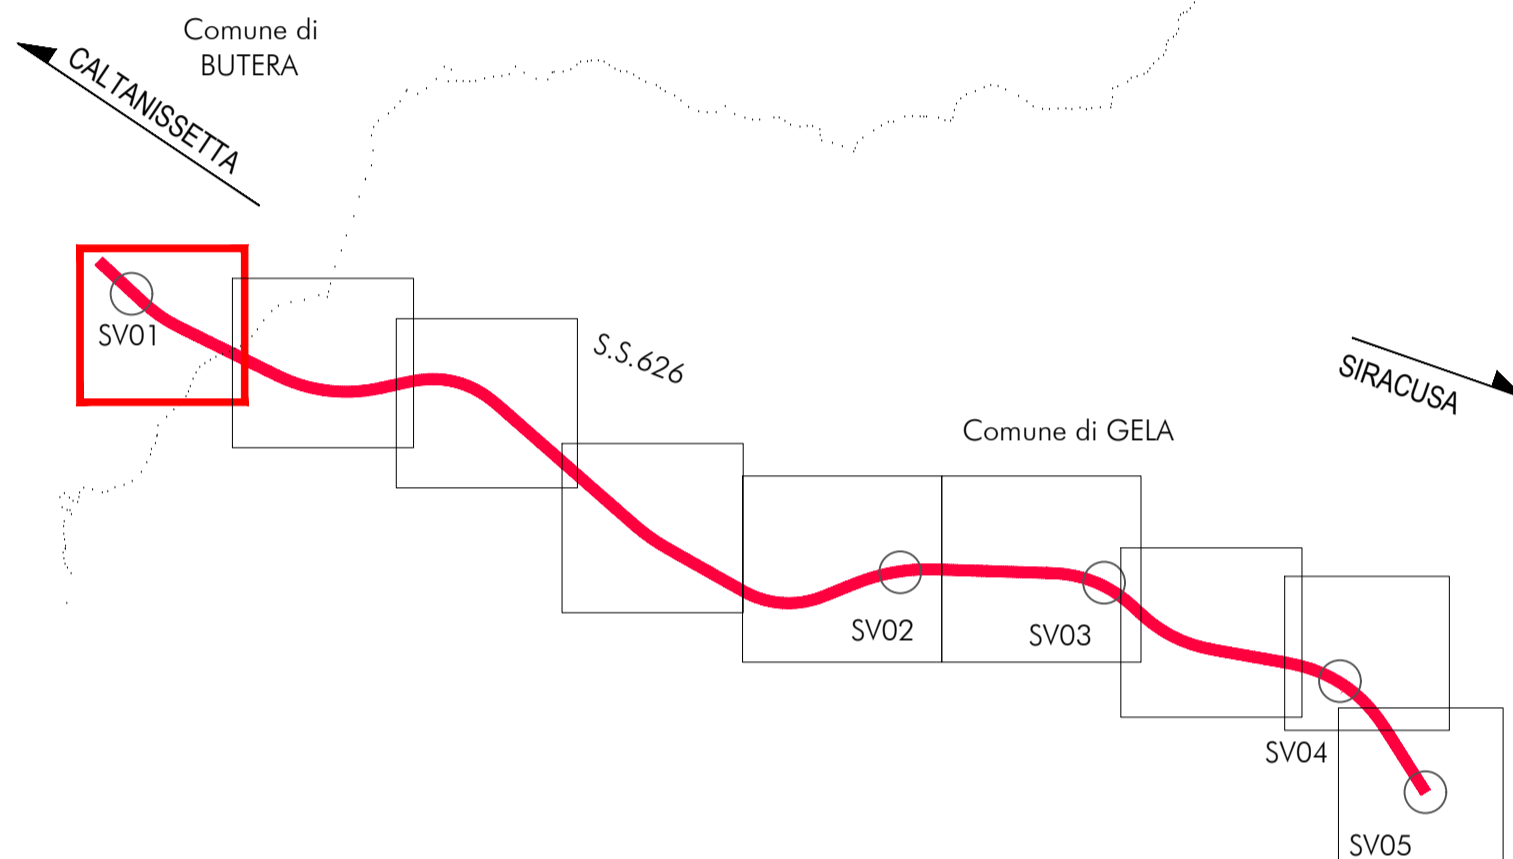 Comune di
BUTERA
CALTANISSETTA
SV01
S.S.626
SIRACUSA
Comune di GELA
SV02
SV03
SV04
SV05